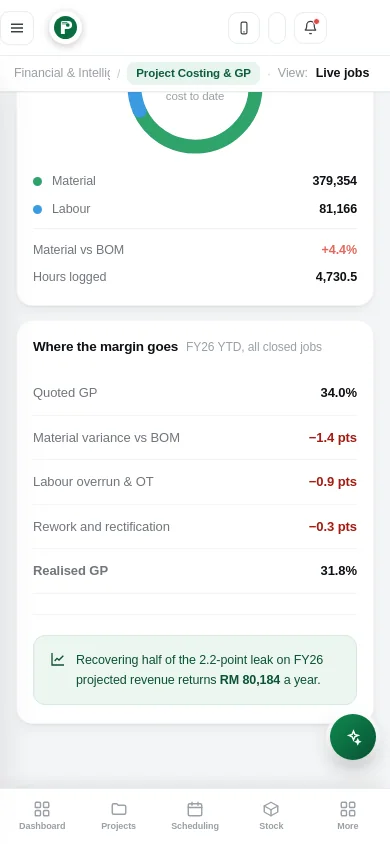 Financial & Intellig / Project Costing & GP · View: Live jobs
cost to date
Material 379,354
Labour 81,166
Material vs BOM +4.4%
Hours logged 4,730.5
Where the margin goes FY26 YTD, all closed jobs
Quoted GP 34.0%
Material variance vs BOM −1.4 pts
Labour overrun & OT −0.9 pts
Rework and rectification −0.3 pts
Realised GP 31.8%
Recovering half of the 2.2-point leak on FY26
projected revenue returns RM 80,184 a year.
Dashboard Projects Scheduling Stock More